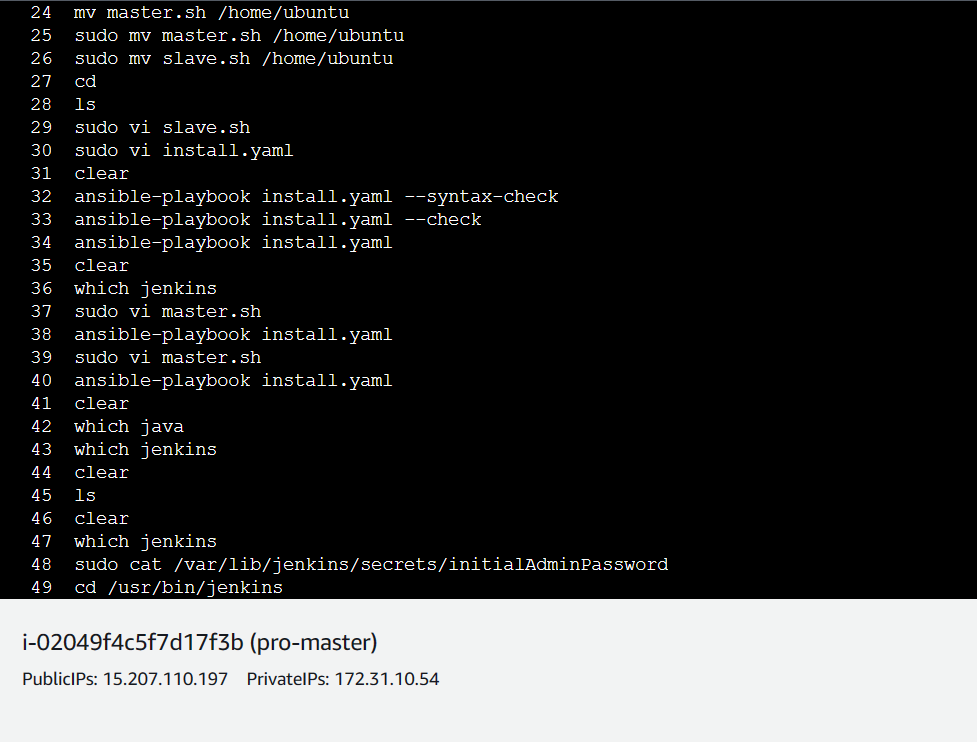 24 mv master.sh /home/ubuntu
25 sudo mv master.sh /home/ubuntu
26 sudo mv slave.sh /home/ubuntu
27 cd
28 ls
29 sudo vi slave.sh
30 sudo vi install.yaml
31 clear
32 ansible-playbook install.yaml --syntax-check
33 ansible-playbook install.yaml --check
34 ansible-playbook install.yaml
35 clear
36 which jenkins
37 sudo vi master.sh
38 ansible-playbook install.yaml
39 sudo vi master.sh
40 ansible-playbook install.yaml
41 clear
42 which java
43 which jenkins
44 clear
45 ls
46 clear
47 which jenkins
48 sudo cat /var/lib/jenkins/secrets/initialAdminPassword
49 cd /usr/bin/jenkins
i-02049f4c5f7d17f3b (pro-master)
PublicIPs: 15.207.110.197 PrivateIPs: 172.31.10.54